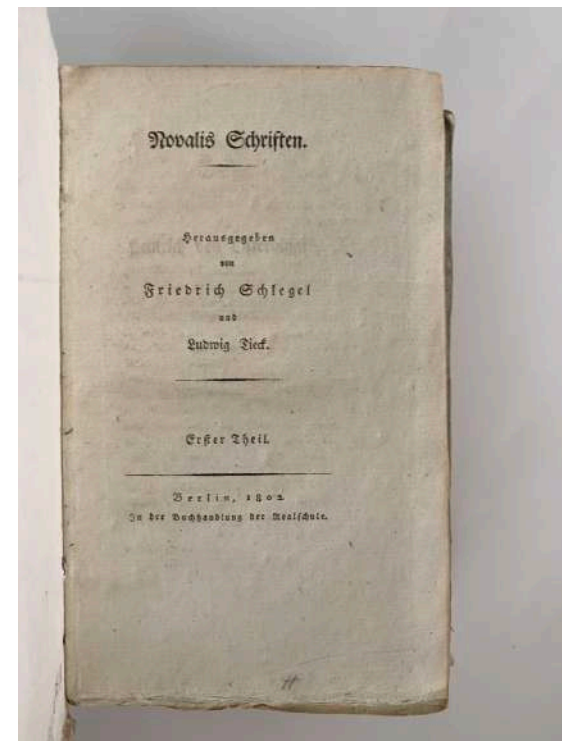 Novalis Schriften.
Herausgegeben
von
Friedrich Schlegel
und
Ludwig Tieck.
Erster Theil.
Berlin, 1802
In der Buchhandlung der Realschule.